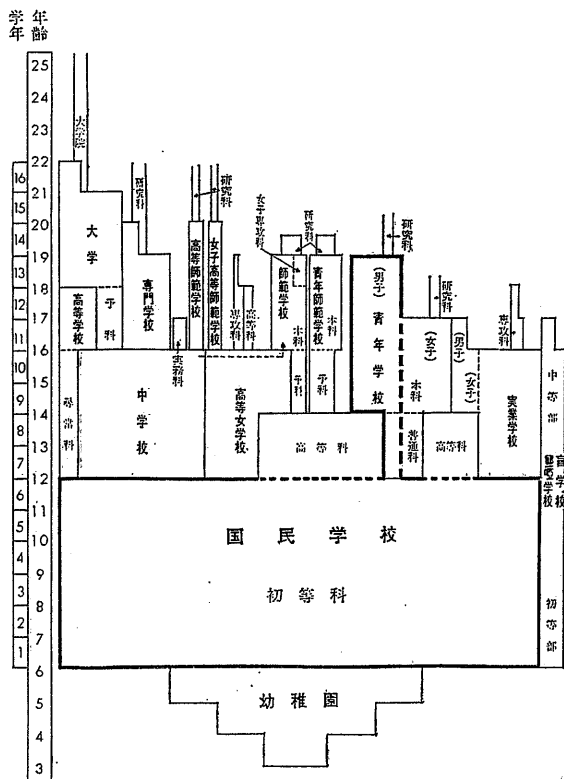 学年
年齢
25
24
23
22
21
20
19
18
17
16
15
14
13
12
11
10
9
8
7
6
5
4
3
16
15
14
13
12
11
10
9
8
7
6
5
4
3
2
1
大学院
大学
高等学校
予科
尋常科
研究科
専門学校
実務科
中学校
研究科
高等師範学校
女子高等師範学校
専攻科
高等科
高等女学校
女子専攻科
研究科
師範学校
本科
予科
青年師範学校
本科
予科
高等科
研究科
(男子)青年学校
本科
普通科
研究科
(女子)
(男子)
(女子)
高等科
専攻科
実業学校
中等部
初等部
国民学校
初等科
幼稚園